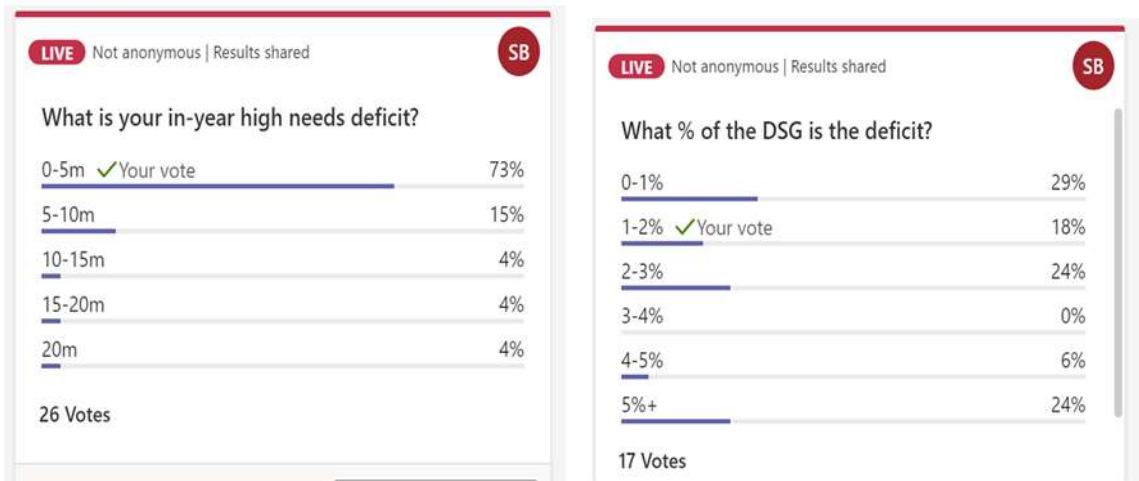 LIVE Not anonymous | Results shared SB
What is your in-year high needs deficit?
0-5m ✓Your vote 73%
5-10m 15%
10-15m 4%
15-20m 4%
20m 4%
26 Votes
LIVE Not anonymous | Results shared SB
What % of the DSG is the deficit?
0-1% 29%
1-2% ✓Your vote 18%
2-3% 24%
3-4% 0%
4-5% 6%
5%+ 24%
17 Votes